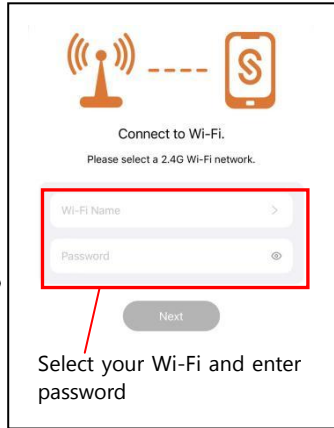 Connect to Wi-Fi.
Please select a 2.4G Wi-Fi network.
Wi-Fi Name
Password
Next
Select your Wi-Fi and enter
password